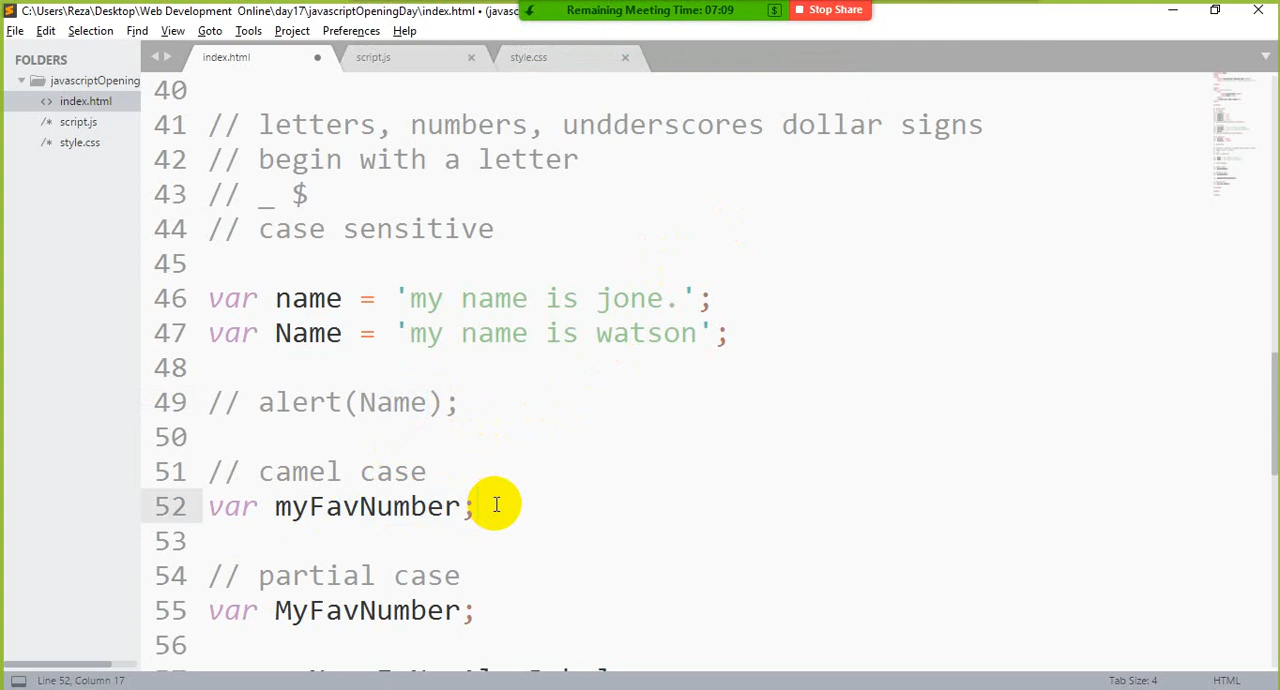 C:\Users\Reza\Desktop\Web Development Online\day17\javascriptOpeningDay\index.html • (javasc
Remaining Meeting Time: 07:09
$
Stop Share
File Edit Selection Find View Goto Tools Project Preferences Help
FOLDERS
javascriptOpening
<> index.html
/* script.js
/* style.css
index.html
script.js
style.css
40
41 // letters, numbers, undderscores dollar signs
42 // begin with a letter
43 // _ $
44 // case sensitive
45
46 var name = 'my name is jone.';
47 var Name = 'my name is watson';
48
49 // alert(Name);
50
51 // camel case
52 var myFavNumber;
53
54 // partial case
55 var MyFavNumber;
56
Line 52, Column 17
Tab Size: 4
HTML